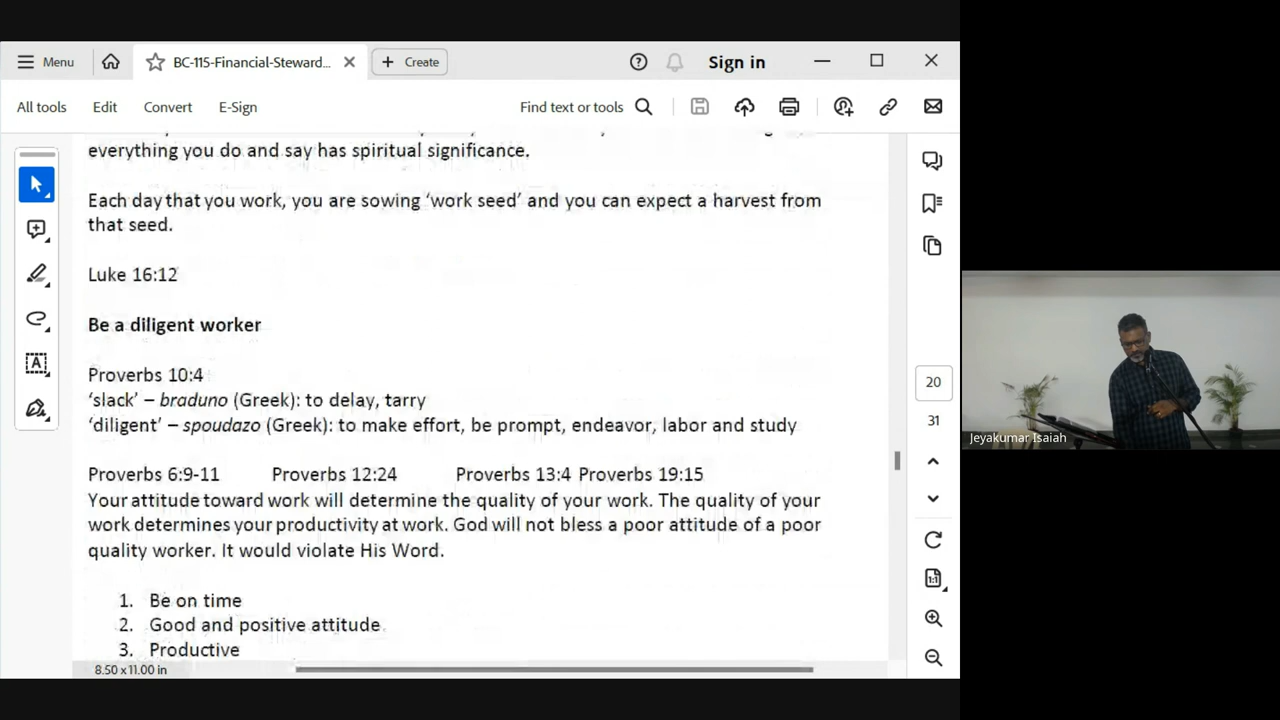 Menu
BC-115-Financial-Steward...
Create
Sign in
All tools
Edit
Convert
E-Sign
Find text or tools
everything you do and say has spiritual significance.
Each day that you work, you are sowing ‘work seed’ and you can expect a harvest from
that seed.
Luke 16:12
Be a diligent worker
Proverbs 10:4
‘slack’ – braduno (Greek): to delay, tarry
‘diligent’ – spoudazo (Greek): to make effort, be prompt, endeavor, labor and study
Proverbs 6:9-11 Proverbs 12:24 Proverbs 13:4 Proverbs 19:15
Your attitude toward work will determine the quality of your work. The quality of your
work determines your productivity at work. God will not bless a poor attitude of a poor
quality worker. It would violate His Word.
1. Be on time
2. Good and positive attitude
3. Productive
8.50 x 11.00 in
20
31
1:1
Jeyakumar Isaiah